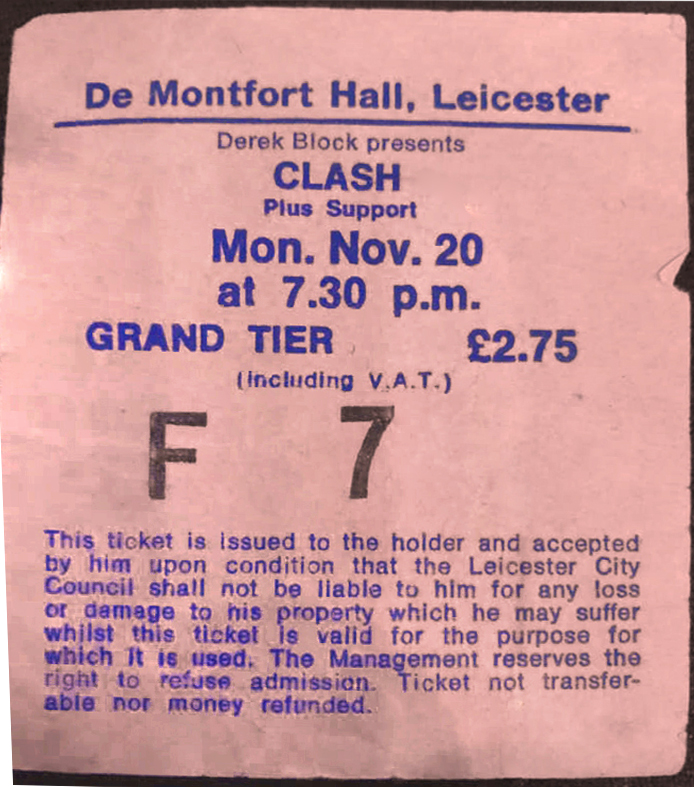 De Montfort Hall, Leicester
Derek Block presents
CLASH
Plus Support
Mon. Nov. 20
at 7.30 p.m.
GRAND TIER £2.75
(including V.A.T.)
F 7
This ticket is issued to the holder and accepted
by him upon condition that the Leicester City
Council shall not be liable to him for any loss
or damage to his property which he may suffer
whilst this ticket is valid for the purpose for
which it is used. The Management reserves the
right to refuse admission. Ticket not transfer-
able nor money refunded.